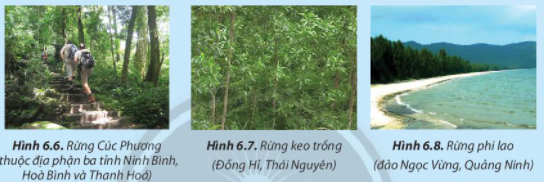 Hình 6.6. Rừng Cúc Phương
thuộc địa phận ba tỉnh Ninh Bình,
Hoà Bình và Thanh Hoá)
Hình 6.7. Rừng keo trồng
(Đồng Hỉ, Thái Nguyên)
Hình 6.8. Rừng phi lao
(đảo Ngọc Vừng, Quảng Ninh)